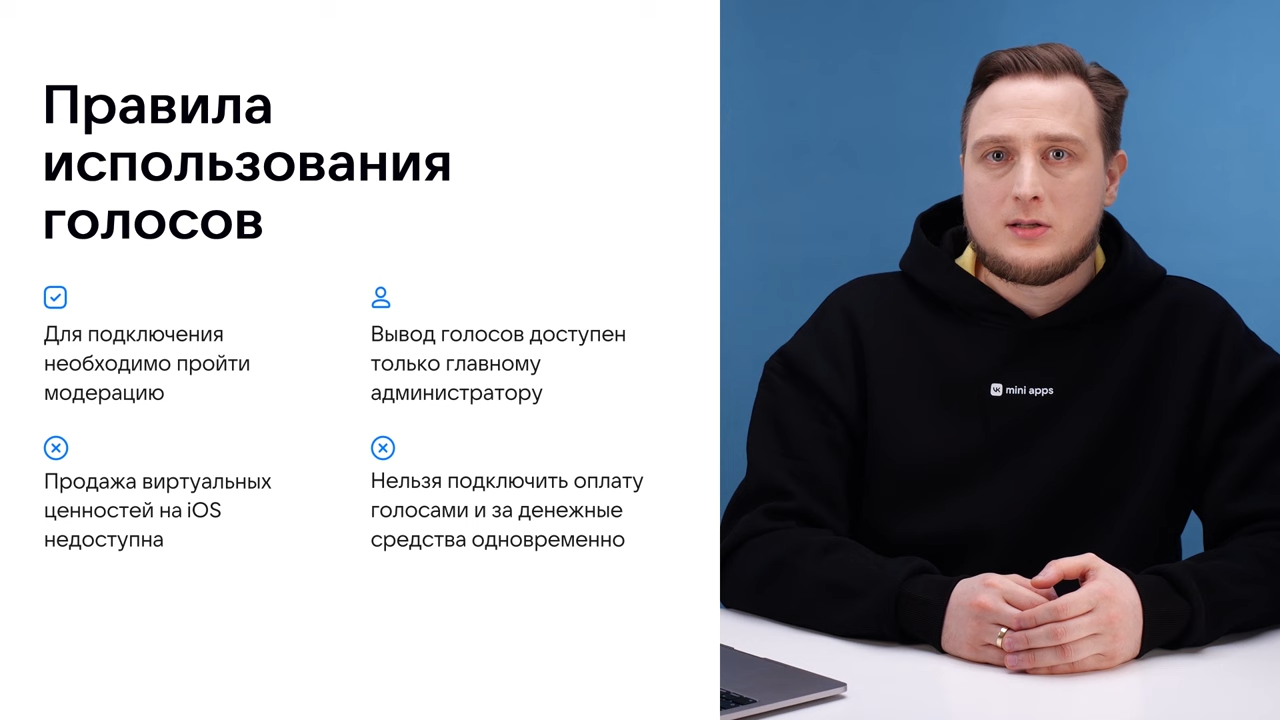 Правила
использования
голосов
Для подключения
необходимо пройти
модерацию
Вывод голосов доступен
только главному
администратору
Продажа виртуальных
ценностей на iOS
недоступна
Нельзя подключить оплату
голосами и за денежные
средства одновременно
VK mini apps